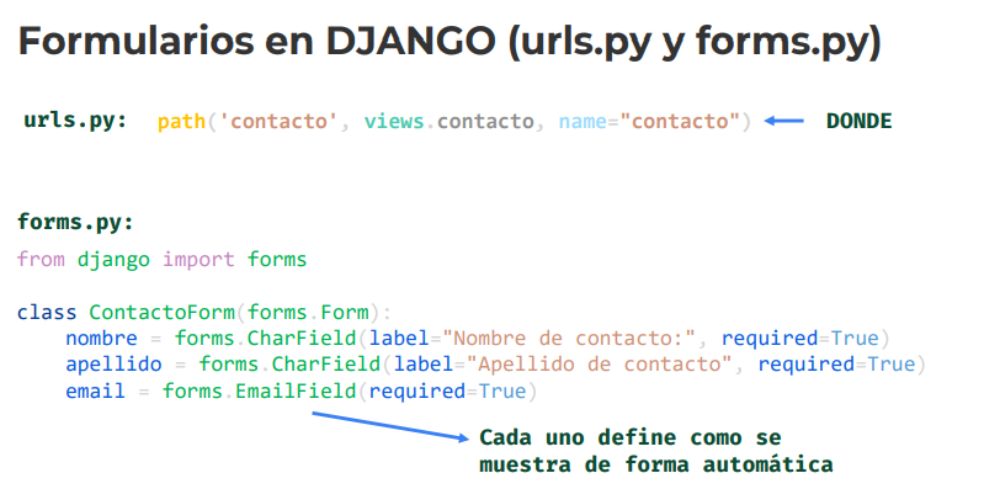 Formularios en DJANGO (urls.py y forms.py)
urls.py: path('contacto', views.contacto, name="contacto") DONDE
forms.py:
from django import forms
class ContactoForm(forms.Form):
    nombre = forms.CharField(label="Nombre de contacto:", required=True)
    apellido = forms.CharField(label="Apellido de contacto", required=True)
    email = forms.EmailField(required=True)
Cada uno define como se
muestra de forma automática